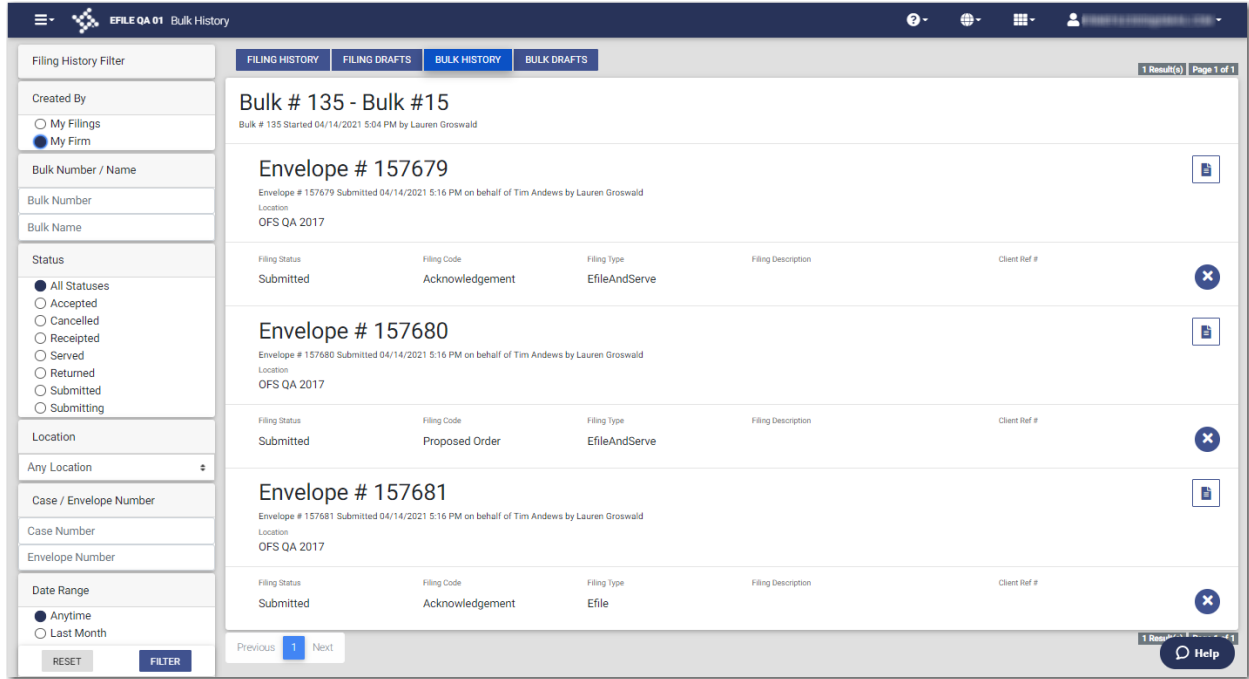 EFILE QA 01 Bulk History
Filing History Filter
Created By
My Filings
My Firm
Bulk Number / Name
Bulk Number
Bulk Name
Status
All Statuses
Accepted
Cancelled
Receipted
Served
Returned
Submitted
Submitting
Location
Any Location
Case / Envelope Number
Case Number
Envelope Number
Date Range
Anytime
Last Month
RESET FILTER
FILING HISTORY FILING DRAFTS BULK HISTORY BULK DRAFTS
1 Result(s) Page 1 of 1
Bulk # 135 - Bulk #15
Bulk # 135 Started 04/14/2021 5:04 PM by Lauren Groswald
Envelope # 157679
Envelope # 157679 Submitted 04/14/2021 5:16 PM on behalf of Tim Andews by Lauren Groswald
Location
OFS QA 2017
Filing Status Filing Code Filing Type Filing Description Client Ref #
Submitted Acknowledgement EfileAndServe
Envelope # 157680
Envelope # 157680 Submitted 04/14/2021 5:16 PM on behalf of Tim Andews by Lauren Groswald
Location
OFS QA 2017
Filing Status Filing Code Filing Type Filing Description Client Ref #
Submitted Proposed Order EfileAndServe
Envelope # 157681
Envelope # 157681 Submitted 04/14/2021 5:16 PM on behalf of Tim Andews by Lauren Groswald
Location
OFS QA 2017
Filing Status Filing Code Filing Type Filing Description Client Ref #
Submitted Acknowledgement Efile
Previous 1 Next
Help